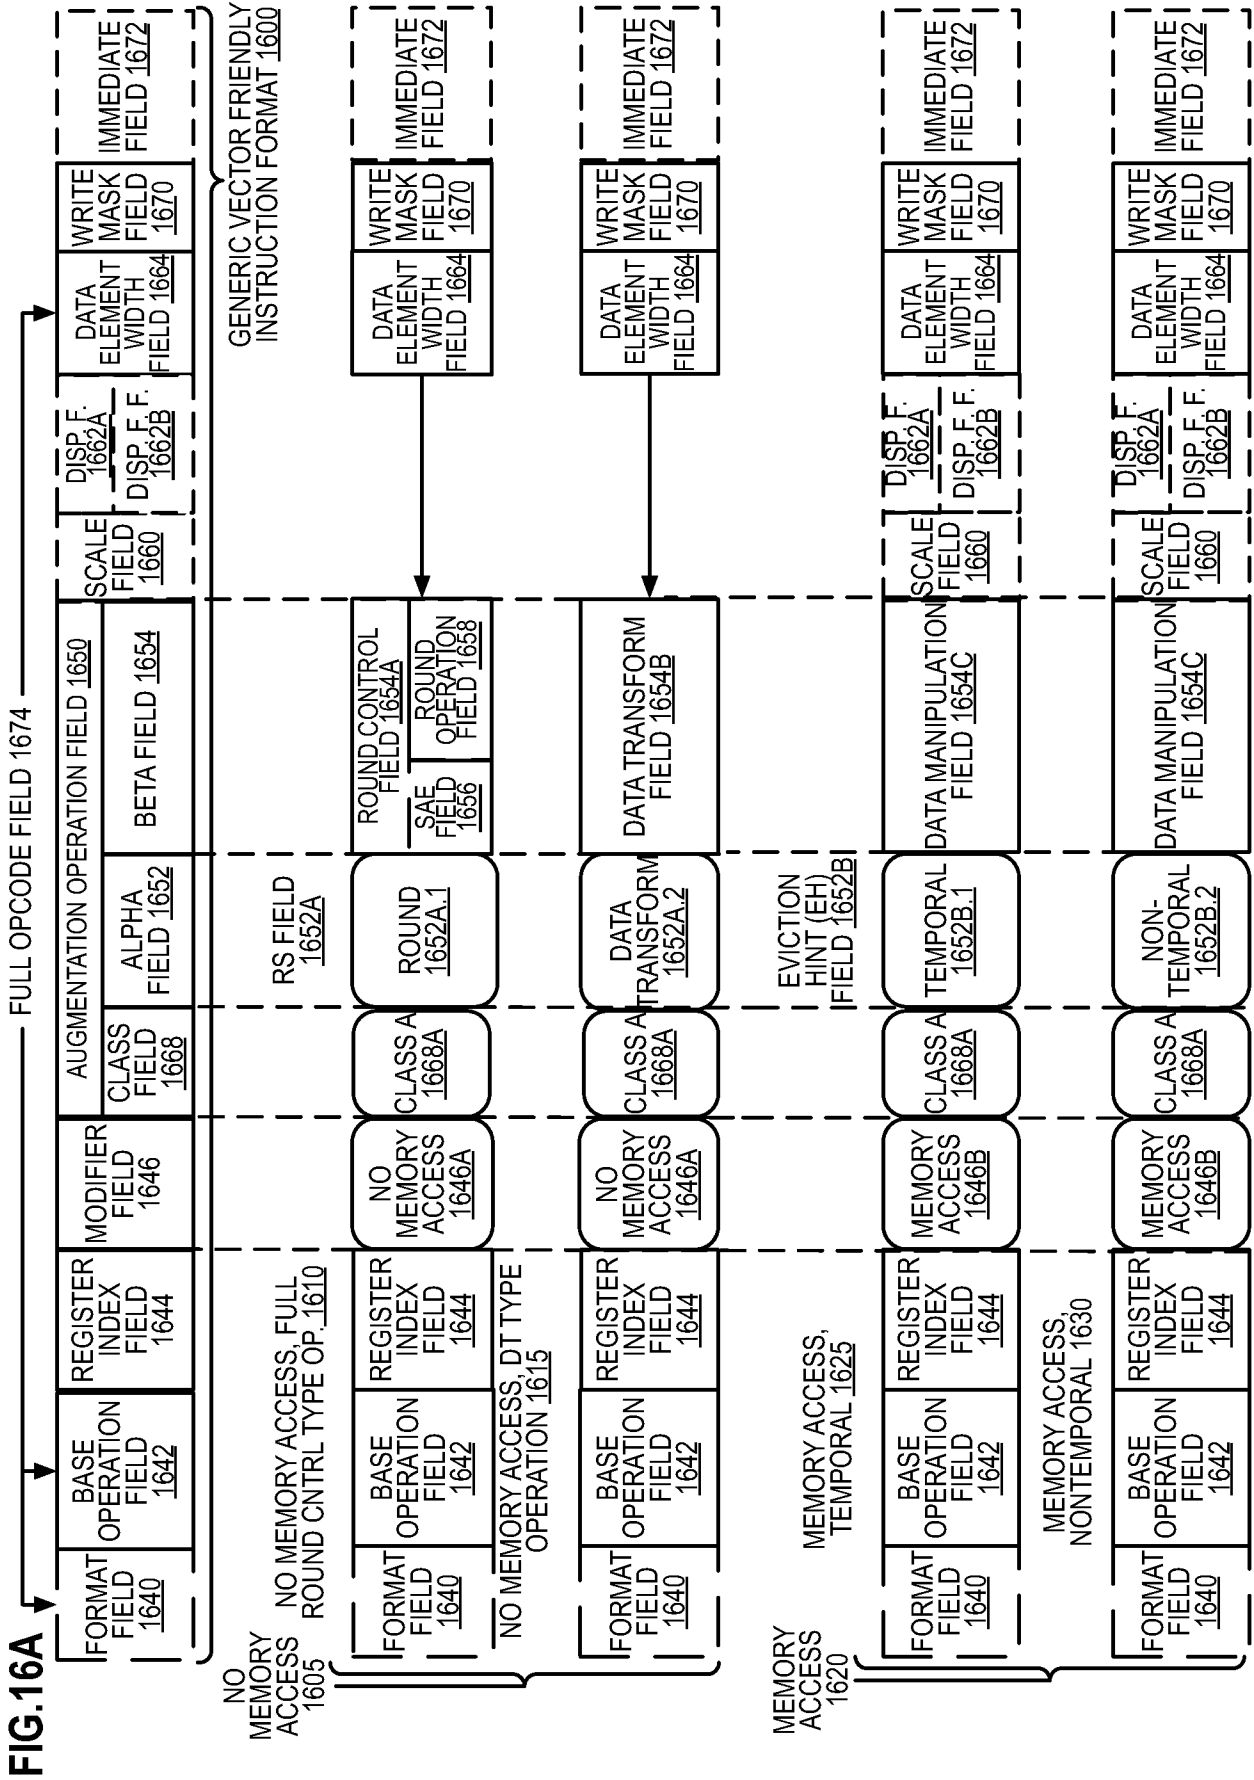 FIG.16A
FULL OPCODE FIELD 1674
FORMAT
FIELD
1640
BASE
OPERATION
FIELD
1642
REGISTER
INDEX
FIELD
1644
MODIFIER
FIELD
1646
AUGMENTATION OPERATION FIELD 1650
CLASS
FIELD
1668
ALPHA
FIELD 1652
BETA FIELD 1654
SCALE
FIELD
1660
DISP. F.
1662A
DISP. F. F.
1662B
DATA
ELEMENT
WIDTH
FIELD 1664
WRITE
MASK
FIELD
1670
IMMEDIATE
FIELD 1672
GENERIC VECTOR FRIENDLY
INSTRUCTION FORMAT 1600
NO
MEMORY
ACCESS
1605
NO MEMORY ACCESS, FULL
ROUND CNTRL TYPE OP. 1610
RS FIELD
1652A
FORMAT
FIELD
1640
BASE
OPERATION
FIELD
1642
REGISTER
INDEX
FIELD
1644
NO
MEMORY
ACCESS
1646A
CLASS A
1668A
ROUND
1652A.1
ROUND CONTROL
FIELD 1654A
SAE
FIELD
1656
ROUND
OPERATION
FIELD 1658
DATA
ELEMENT
WIDTH
FIELD 1664
WRITE
MASK
FIELD
1670
IMMEDIATE
FIELD 1672
NO MEMORY ACCESS, DT TYPE
OPERATION 1615
FORMAT
FIELD
1640
BASE
OPERATION
FIELD
1642
REGISTER
INDEX
FIELD
1644
NO
MEMORY
ACCESS
1646A
CLASS A
1668A
DATA
TRANSFORM
1652A.2
DATA TRANSFORM
FIELD 1654B
DATA
ELEMENT
WIDTH
FIELD 1664
WRITE
MASK
FIELD
1670
IMMEDIATE
FIELD 1672
MEMORY
ACCESS
1620
MEMORY ACCESS,
TEMPORAL 1625
EVICTION
HINT (EH)
FIELD 1652B
FORMAT
FIELD
1640
BASE
OPERATION
FIELD
1642
REGISTER
INDEX
FIELD
1644
MEMORY
ACCESS
1646B
CLASS A
1668A
TEMPORAL
1652B.1
DATA MANIPULATION
FIELD 1654C
SCALE
FIELD
1660
DISP. F.
1662A
DISP. F. F.
1662B
DATA
ELEMENT
WIDTH
FIELD 1664
WRITE
MASK
FIELD
1670
IMMEDIATE
FIELD 1672
MEMORY ACCESS,
NONTEMPORAL 1630
FORMAT
FIELD
1640
BASE
OPERATION
FIELD
1642
REGISTER
INDEX
FIELD
1644
MEMORY
ACCESS
1646B
CLASS A
1668A
NON-
TEMPORAL
1652B.2
DATA MANIPULATION
FIELD 1654C
SCALE
FIELD
1660
DISP. F.
1662A
DISP. F. F.
1662B
DATA
ELEMENT
WIDTH
FIELD 1664
WRITE
MASK
FIELD
1670
IMMEDIATE
FIELD 1672